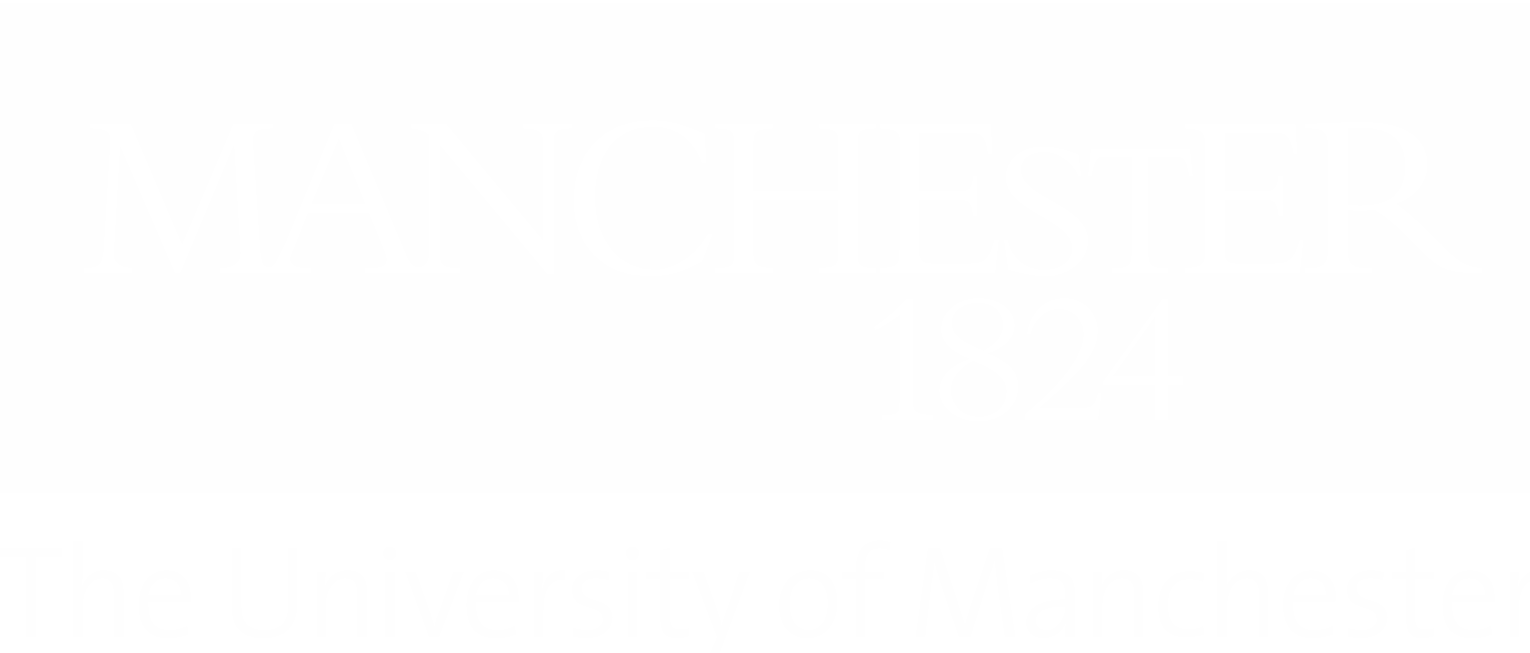 MANCHESTER
1824
The University of Manchester